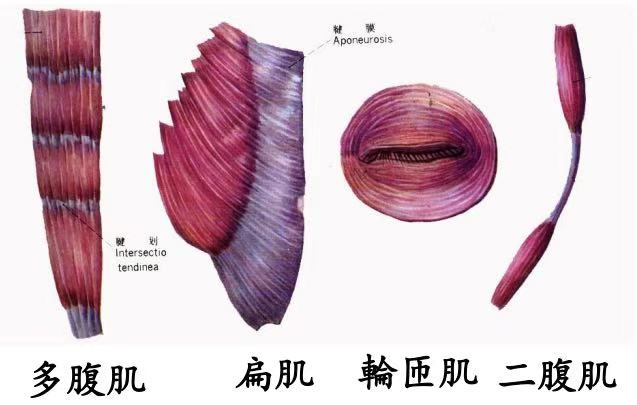 腱 膜
Aponeurosis
腱 划
Intersectio
tendinea
多腹肌 扁肌 輪匝肌 二腹肌